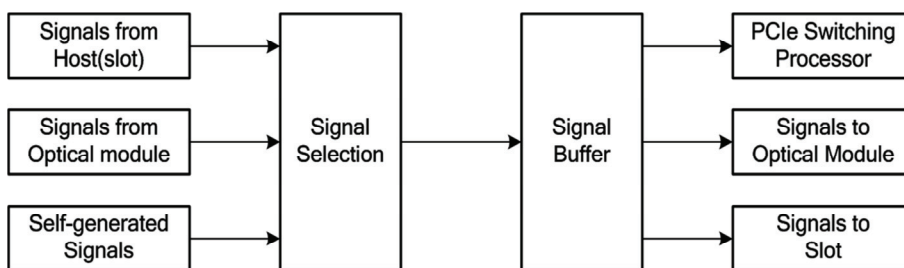 Signals from
Host(slot)
Signals from
Optical module
Self-generated
Signals
Signal
Selection
Signal
Buffer
PCIe Switching
Processor
Signals to
Optical Module
Signals to
Slot